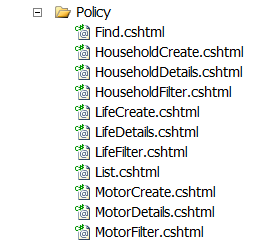 Policy
Find.cshtml
HouseholdCreate.cshtml
HouseholdDetails.cshtml
HouseholdFilter.cshtml
LifeCreate.cshtml
LifeDetails.cshtml
LifeFilter.cshtml
List.cshtml
MotorCreate.cshtml
MotorDetails.cshtml
MotorFilter.cshtml